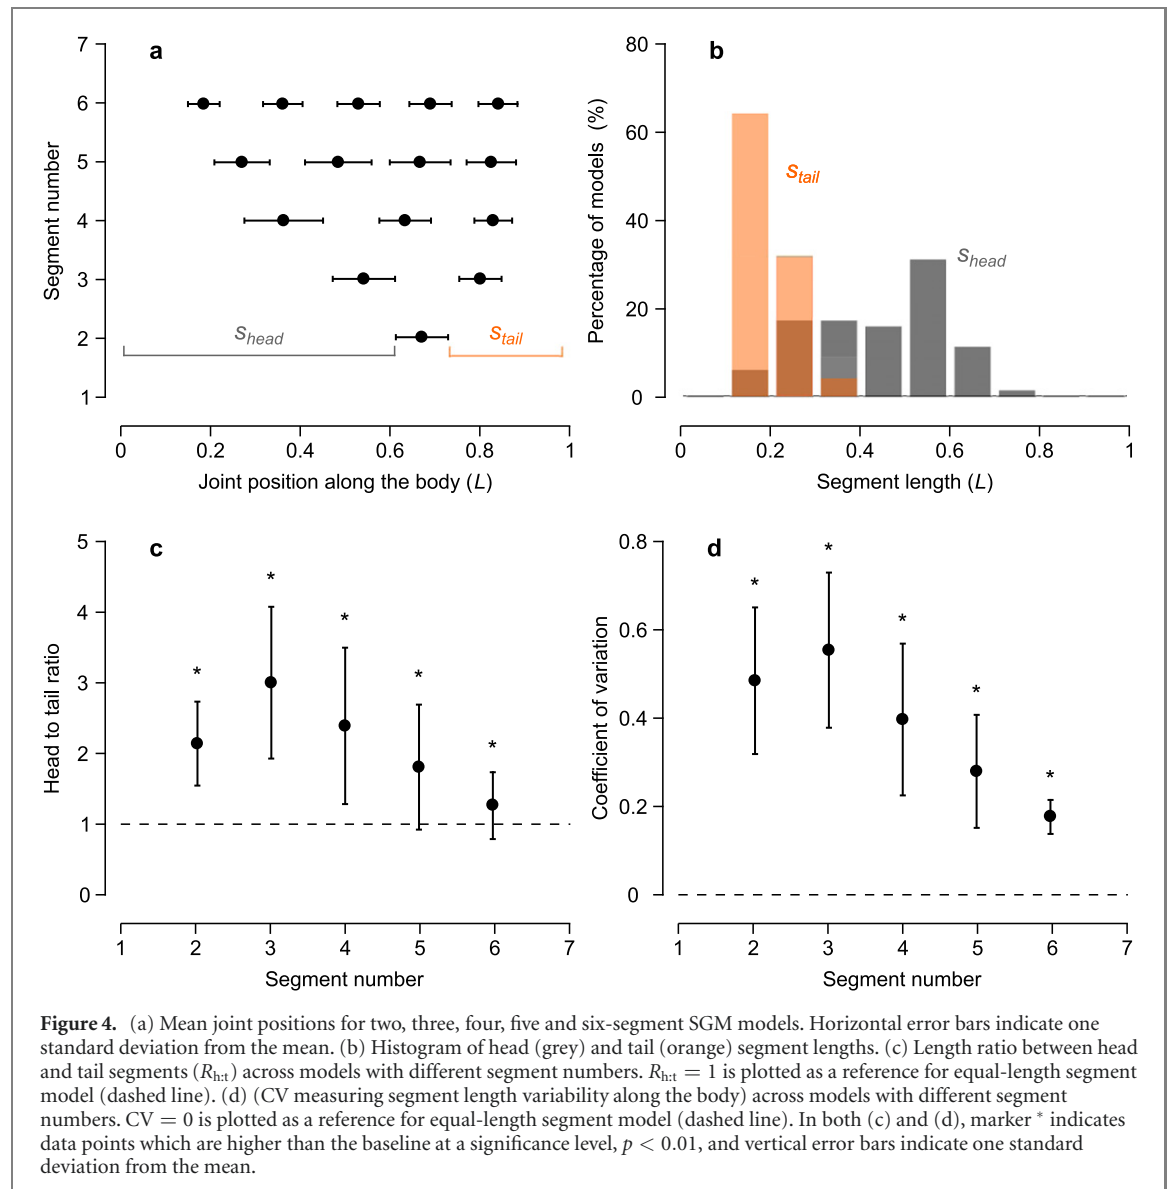 a
7
6
5
4
3
2
1
Segment number
s_head
s_tail
0
0.2
0.4
0.6
0.8
1
Joint position along the body (L)
b
80
60
40
20
0
Percentage of models (%)
s_tail
s_head
0
0.2
0.4
0.6
0.8
1
Segment length (L)
c
5
4
3
2
1
0
Head to tail ratio
*
*
*
*
*
1
2
3
4
5
6
7
Segment number
d
0.8
0.6
0.4
0.2
0
Coefficient of variation
*
*
*
*
*
1
2
3
4
5
6
7
Segment number
Figure 4. (a) Mean joint positions for two, three, four, five and six-segment SGM models. Horizontal error bars indicate one
standard deviation from the mean. (b) Histogram of head (grey) and tail (orange) segment lengths. (c) Length ratio between head
and tail segments (R_h:t) across models with different segment numbers. R_h:t = 1 is plotted as a reference for equal-length segment
model (dashed line). (d) (CV measuring segment length variability along the body) across models with different segment
numbers. CV = 0 is plotted as a reference for equal-length segment model (dashed line). In both (c) and (d), marker * indicates
data points which are higher than the baseline at a significance level, p < 0.01, and vertical error bars indicate one standard
deviation from the mean.